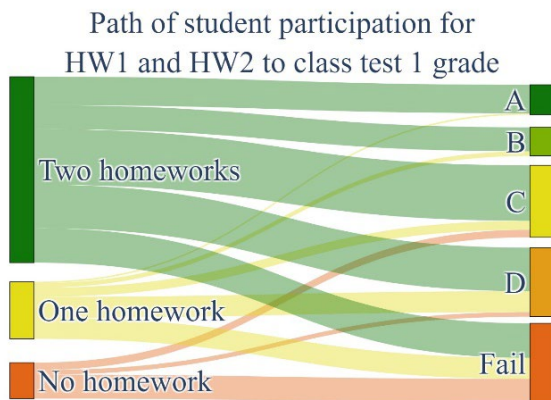 Path of student participation for
HW1 and HW2 to class test 1 grade
A
B
Two homeworks
C
D
One homework
Fail
No homework